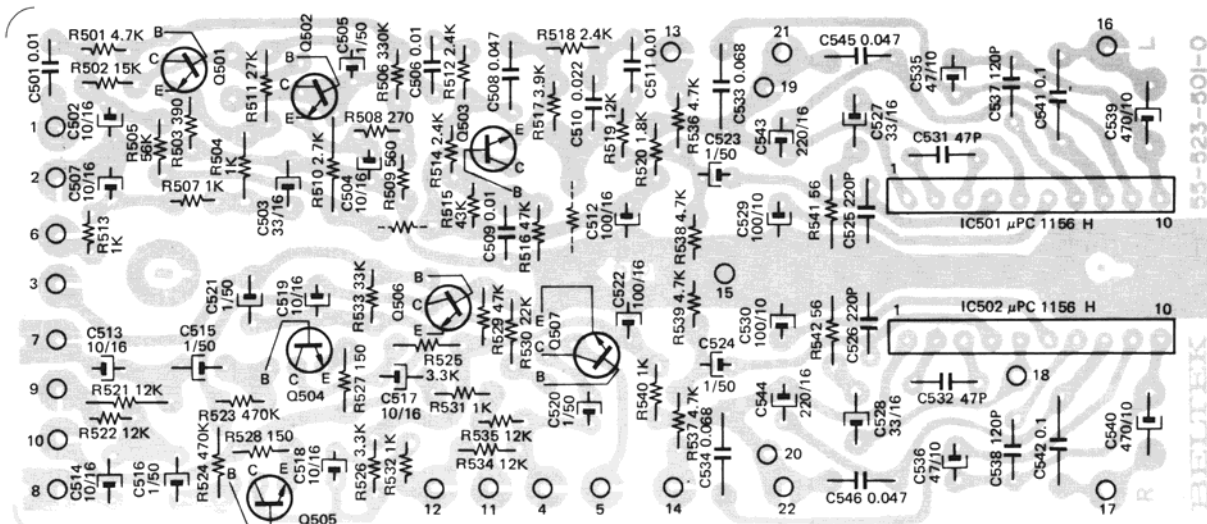 R501 4.7K
R502 15K
C501 0.01
B
C
E
Q501
R511 27K
B
Q502
C
E
C505
1/50
R506 330K
C506 0.01
R512 2.4K
C508 0.047
R518 2.4K
R517 3.9K
C510 0.022
C511 0.01
13
R519 12K
R520 1.8K
R536 4.7K
C533 0.068
21
19
C545 0.047
C535
47/10
C537 120P
C541 0.1
16
L
C539
470/10
55-523-501-0
1
C502
10/16
R505
56K
R503 390
R504
1K
R508 270
R510 2.7K
C504
10/16
R509 560
R514 2.4K
Q503
E
C
B
C523
1/50
C543
220/16
C527
33/16
C531 47P
2
C507
10/16
R507 1K
C503
33/16
R515
43K
C509 0.01
R516 47K
C512
100/16
R538 4.7K
C529
100/10
R541 56
C525 220P
1
IC501 μPC 1156 H
10
6
R513
1K
3
C521
1/50
C519
10/16
R533 33K
B
Q506
C
E
R529 47K
R530 22K
Q507
E
C
B
C522
100/16
R539 4.7K
15
C530
100/10
R542 56
C526 220P
1
IC502 μPC 1156 H
10
7
C513
10/16
C515
1/50
B
C
E
Q504
R527 150
R525
3.3K
C517
10/16
R531 1K
C524
1/50
C544
220/16
C528
33/16
C532 47P
18
9
R521 12K
R522 12K
R523 470K
C520
1/50
R540 1K
R537 4.7K
C534 0.068
C536
47/10
C538 120P
C542 0.1
C540
470/10
BELTEK
10
R524 470K
R528 150
B
C
E
Q505
C518
10/16
R526 3.3K
R532 1K
R535 12K
R534 12K
20
8
C514
10/16
C516
1/50
12
11
4
5
14
22
C546 0.047
17
R